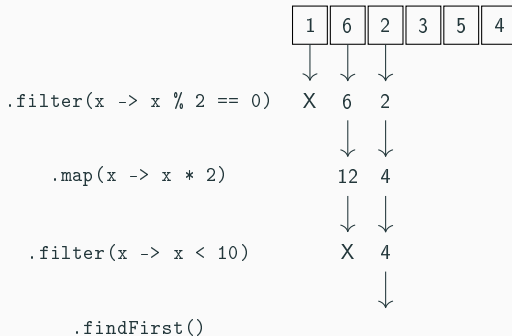 1 6 2 3 5 4
.filter(x -> x % 2 == 0) X 6 2
.map(x -> x * 2) 12 4
.filter(x -> x < 10) X 4
.findFirst()